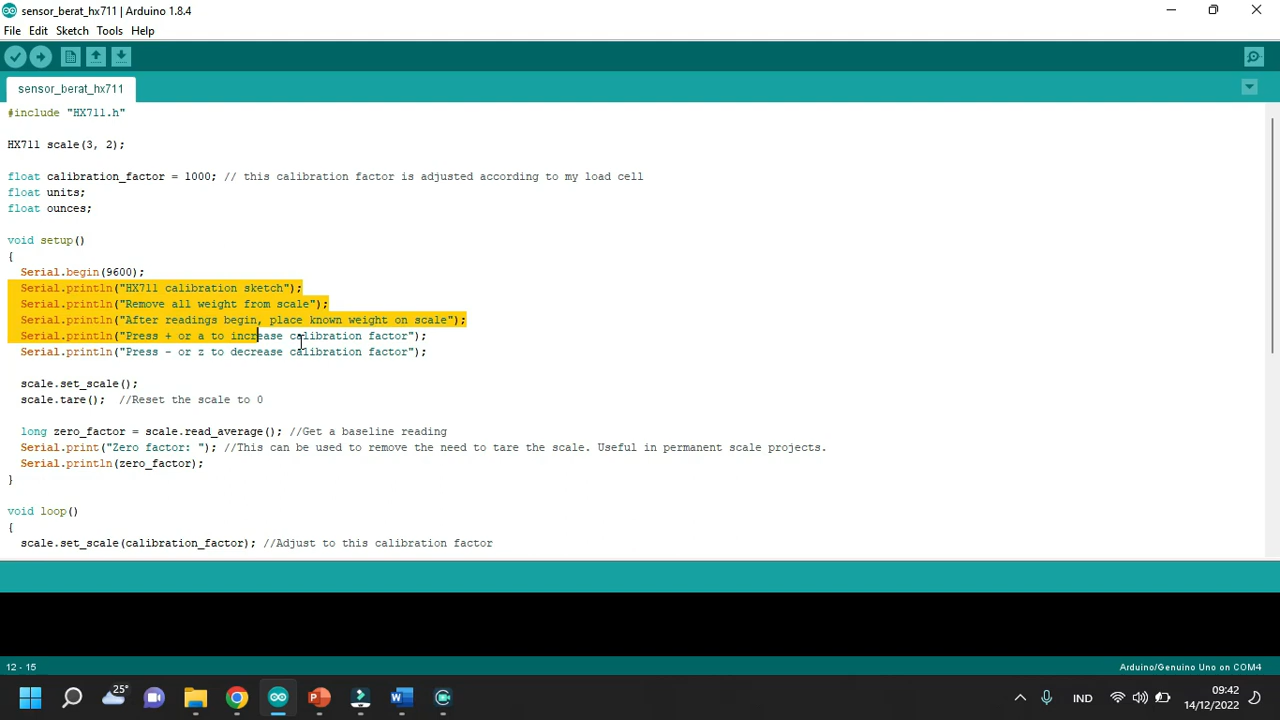 sensor_berat_hx711 | Arduino 1.8.4
File Edit Sketch Tools Help
sensor_berat_hx711
#include "HX711.h"
HX711 scale(3, 2);
float calibration_factor = 1000; // this calibration factor is adjusted according to my load cell
float units;
float ounces;
void setup()
{
Serial.begin(9600);
Serial.println("HX711 calibration sketch");
Serial.println("Remove all weight from scale");
Serial.println("After readings begin, place known weight on scale");
Serial.println("Press + or a to increase calibration factor");
Serial.println("Press - or z to decrease calibration factor");
scale.set_scale();
scale.tare();  //Reset the scale to 0
long zero_factor = scale.read_average(); //Get a baseline reading
Serial.print("Zero factor: "); //This can be used to remove the need to tare the scale. Useful in permanent scale projects.
Serial.println(zero_factor);
}
void loop()
{
scale.set_scale(calibration_factor); //Adjust to this calibration factor
12 - 15
Arduino/Genuino Uno on COM4
25°
IND
09:42
14/12/2022